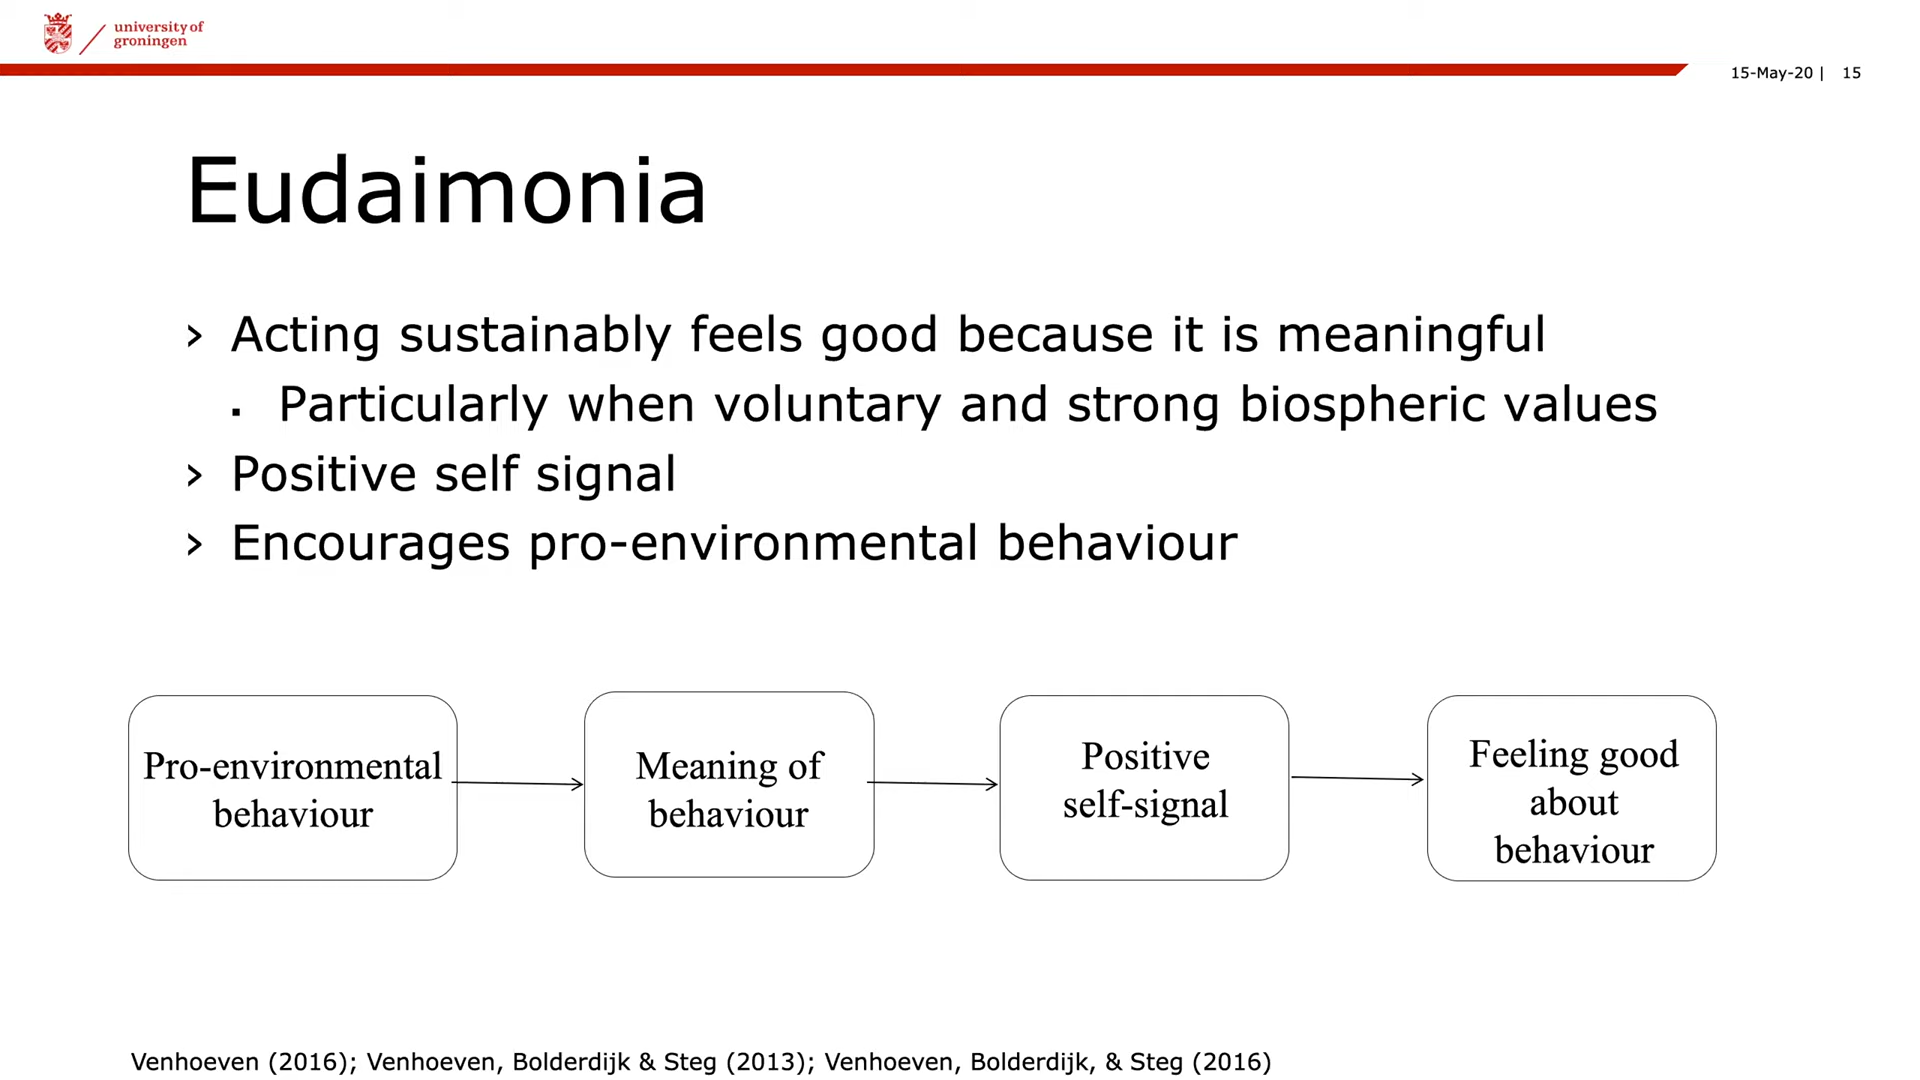 university of
groningen
15-May-20 | 15
Eudaimonia
› Acting sustainably feels good because it is meaningful
▪ Particularly when voluntary and strong biospheric values
› Positive self signal
› Encourages pro-environmental behaviour
Pro-environmental
behaviour
Meaning of
behaviour
Positive
self-signal
Feeling good
about
behaviour
Venhoeven (2016); Venhoeven, Bolderdijk & Steg (2013); Venhoeven, Bolderdijk, & Steg (2016)